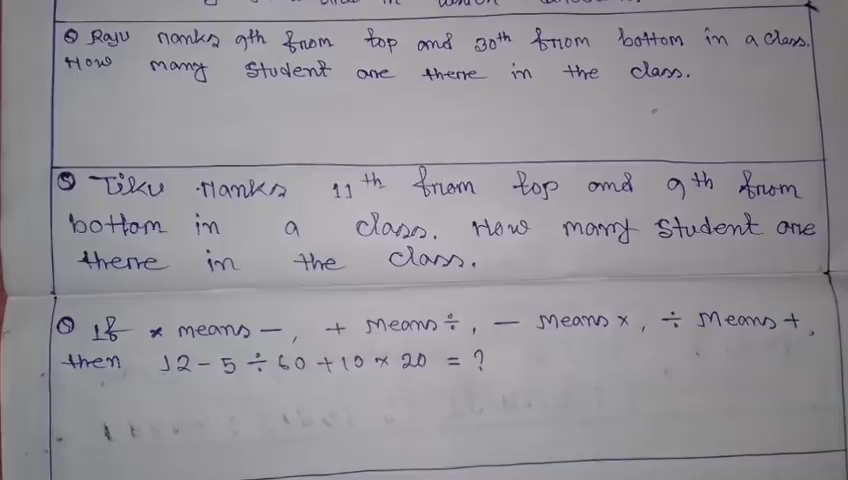 Raju ranks 9th from top and 30th from bottom in a class.
How many student are there in the class.
Tiku ranks 11th from top and 9th from
bottom in a class. How many student are
there in the class.
If × means −, + means ÷, − means ×, ÷ means +,
then 12 − 5 ÷ 60 + 10 × 20 = ?